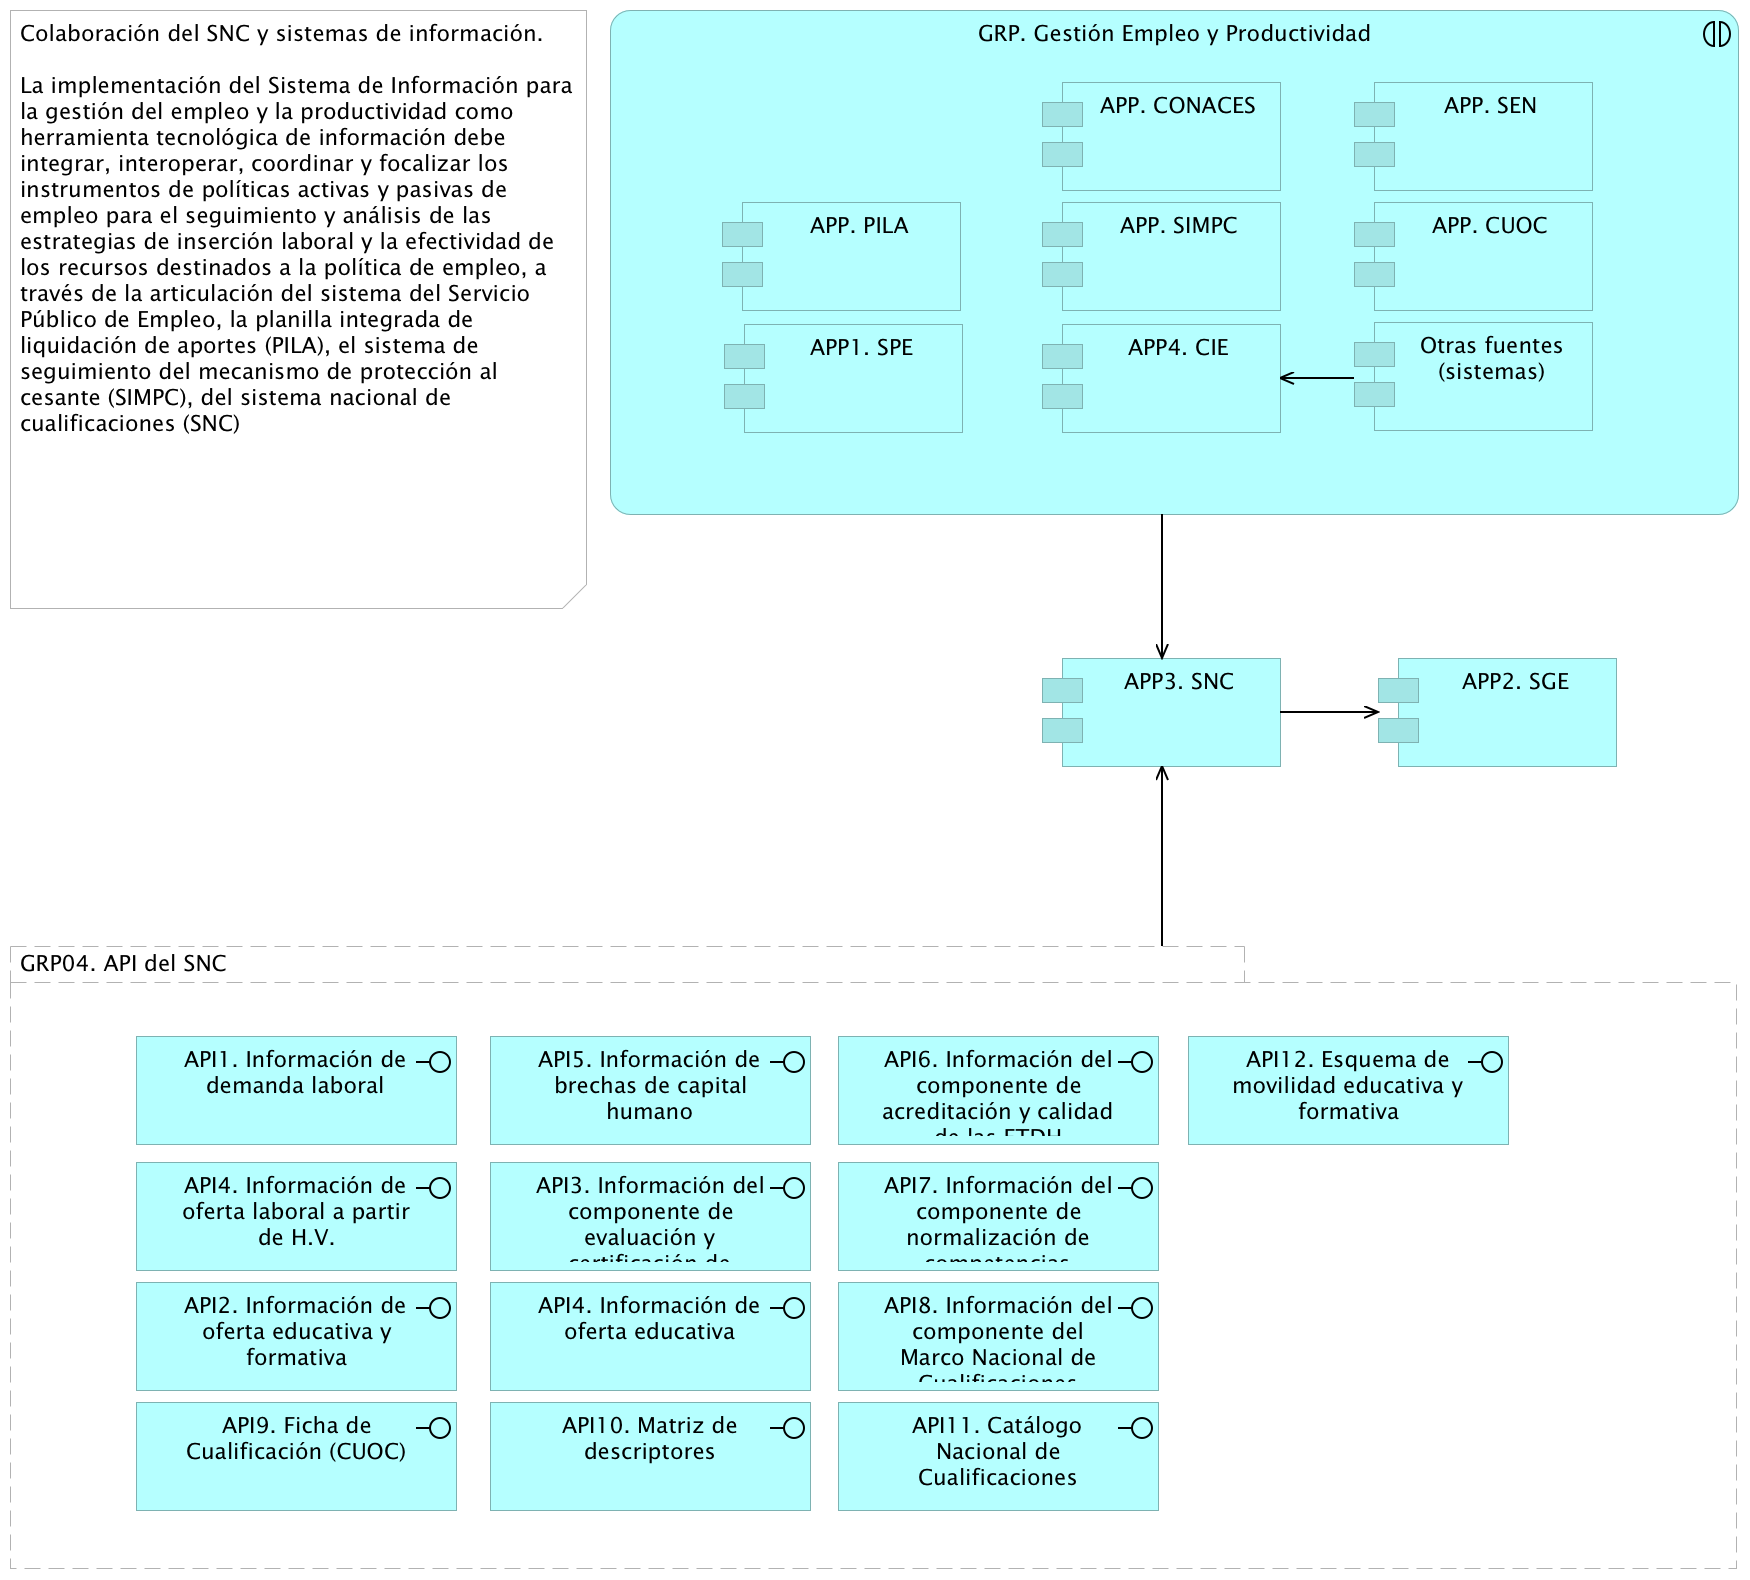 Colaboración del SNC y sistemas de información.
La implementación del Sistema de Información para
la gestión del empleo y la productividad como
herramienta tecnológica de información debe
integrar, interoperar, coordinar y focalizar los
instrumentos de políticas activas y pasivas de
empleo para el seguimiento y análisis de las
estrategias de inserción laboral y la efectividad de
los recursos destinados a la política de empleo, a
través de la articulación del sistema del Servicio
Público de Empleo, la planilla integrada de
liquidación de aportes (PILA), el sistema de
seguimiento del mecanismo de protección al
cesante (SIMPC), del sistema nacional de
cualificaciones (SNC)
GRP. Gestión Empleo y Productividad
APP. CONACES
APP. SEN
APP. PILA
APP. SIMPC
APP. CUOC
APP1. SPE
APP4. CIE
Otras fuentes
(sistemas)
APP3. SNC
APP2. SGE
GRP04. API del SNC
API1. Información de
demanda laboral
API5. Información de
brechas de capital
humano
API6. Información del
componente de
acreditación y calidad
de las ETDH
API12. Esquema de
movilidad educativa y
formativa
API4. Información de
oferta laboral a partir
de H.V.
API3. Información del
componente de
evaluación y
certificación de
API7. Información del
componente de
normalización de
competencias
API2. Información de
oferta educativa y
formativa
API4. Información de
oferta educativa
API8. Información del
componente del
Marco Nacional de
Cualificaciones
API9. Ficha de
Cualificación (CUOC)
API10. Matriz de
descriptores
API11. Catálogo
Nacional de
Cualificaciones